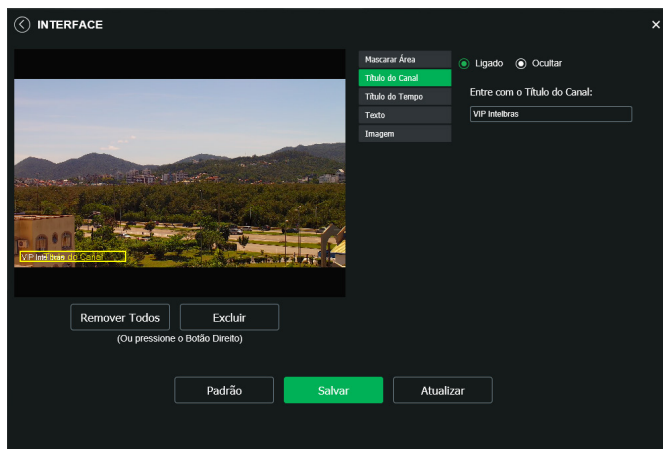 INTERFACE
Mascarar Área
Título do Canal
Título do Tempo
Texto
Imagem
Ligado
Ocultar
Entre com o Título do Canal:
VIP Intelbras
VIP Intelbras do Canal
Remover Todos
Excluir
(Ou pressione o Botão Direito)
Padrão
Salvar
Atualizar